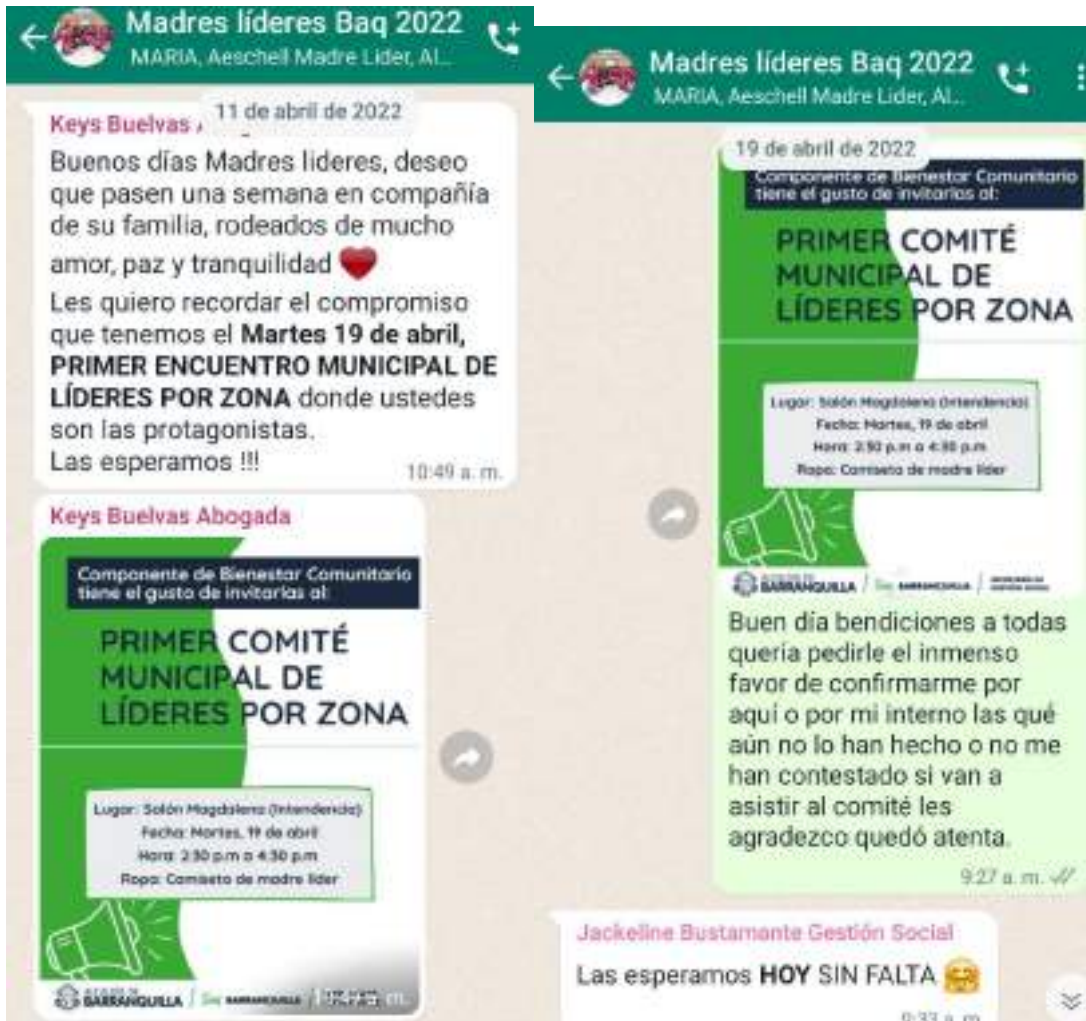 Madres líderes Baq 2022
MARIA, Aeschell Madre Lider, Al...
11 de abril de 2022
Keys Buelvas
Buenos días Madres lideres, deseo
que pasen una semana en compañía
de su familia, rodeados de mucho
amor, paz y tranquilidad ❤️
Les quiero recordar el compromiso
que tenemos el Martes 19 de abril,
PRIMER ENCUENTRO MUNICIPAL DE
LÍDERES POR ZONA donde ustedes
son las protagonistas.
Las esperamos !!!
10:49 a. m.
Keys Buelvas Abogada
Componente de Bienestar Comunitario
tiene el gusto de invitarlas al:
PRIMER COMITÉ
MUNICIPAL DE
LÍDERES POR ZONA
Lugar: Salón Magdalena (Intendencia)
Fecha: Martes, 19 de abril
Hora: 2:30 p.m a 4:30 p.m
Ropa: Camiseta de madre líder
BARRANQUILLA
Madres líderes Baq 2022
MARIA, Aeschell Madre Lider, Al...
19 de abril de 2022
Componente de Bienestar Comunitario
tiene el gusto de invitarlas al:
PRIMER COMITÉ
MUNICIPAL DE
LÍDERES POR ZONA
Lugar: Salón Magdalena (Intendencia)
Fecha: Martes, 19 de abril
Hora: 2:30 p.m a 4:30 p.m
Ropa: Camiseta de madre líder
BARRANQUILLA
Buen día bendiciones a todas
quería pedirle el inmenso
favor de confirmarme por
aquí o por mi interno las qué
aún no lo han hecho o no me
han contestado si van a
asistir al comité les
agradezco quedó atenta.
9:27 a. m.
Jackeline Bustamante Gestión Social
Las esperamos HOY SIN FALTA 🤗
9:33 a. m.